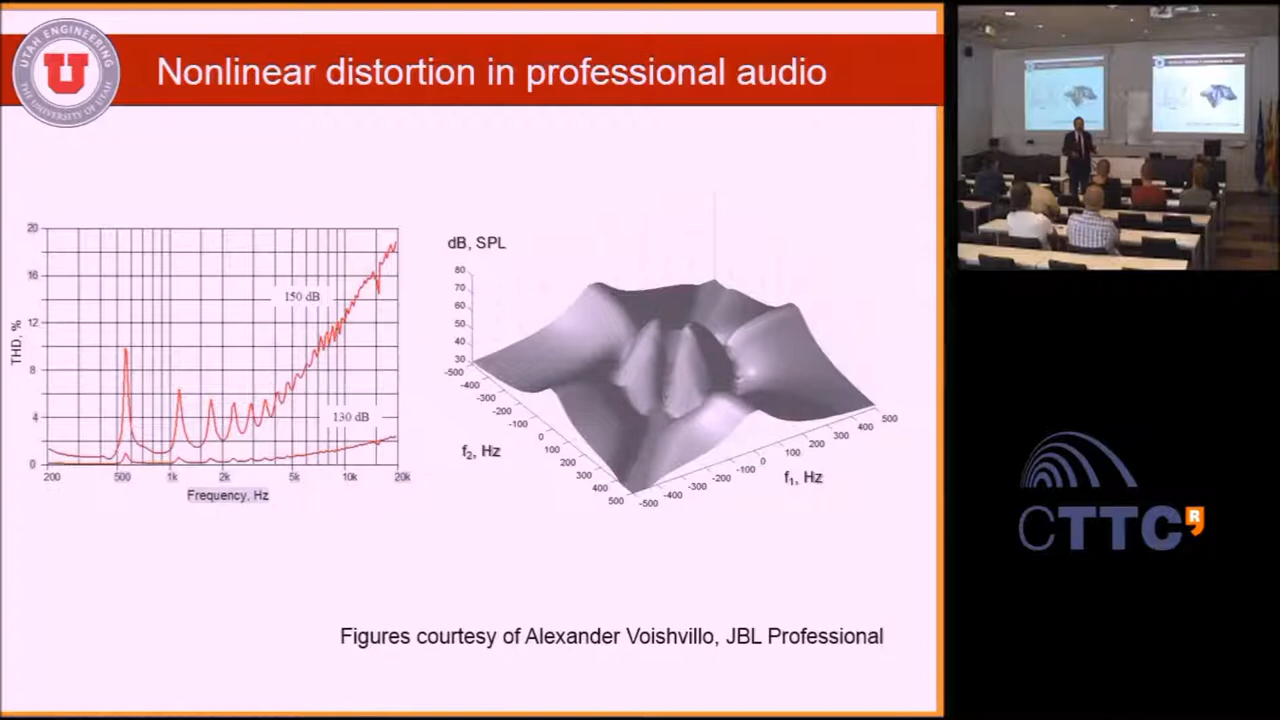 UTAH ENGINEERING
THE UNIVERSITY OF UTAH
U
Nonlinear distortion in professional audio
THD, %
20
16
12
8
4
0
150 dB
130 dB
200
500
1k
2k
5k
10k
20k
Frequency, Hz
dB, SPL
80
70
60
50
40
30
-500
-400
-300
-200
-100
0
100
200
300
400
500
f2, Hz
-500
-400
-300
-200
-100
0
100
200
300
400
500
f1, Hz
Figures courtesy of Alexander Voishvillo, JBL Professional
CTTC R